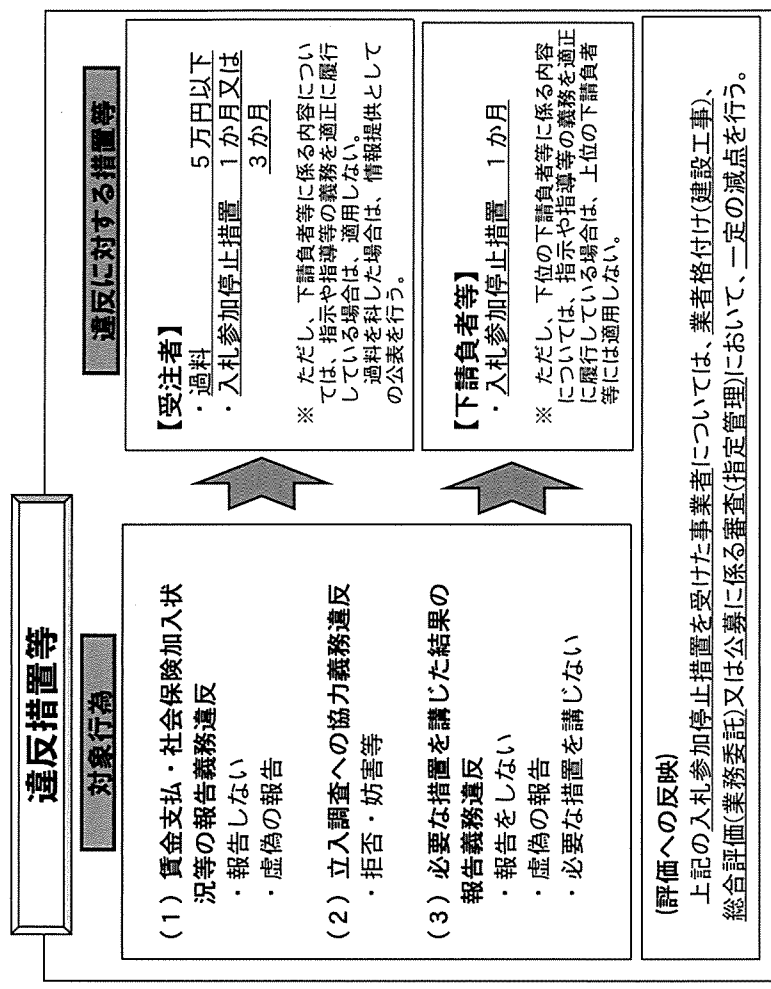 違反措置等
対象行為
(1)賃金支払・社会保険加入状
況等の報告義務違反
・報告しない
・虚偽の報告
(2)立入調査への協力義務違反
・拒否・妨害等
(3)必要な措置を講じた結果の
報告義務違反
・報告をしない
・虚偽の報告
・必要な措置を講じない
違反に対する措置等
【受注者】
・過料 5万円以下
・入札参加停止措置 1か月又は
3か月
※ ただし、下請負者等に係る内容につい
ては、指示や指導等の義務を適正に履行
している場合は、適用しない。
過料を科した場合は、情報提供として
の公表を行う。
【下請負者等】
・入札参加停止措置 1か月
※ ただし、下位の下請負者等に係る内容
については、指示や指導等の義務を適正
に履行している場合は、上位の下請負者
等には適用しない。
(評価への反映)
上記の入札参加停止措置を受けた事業者については、業者格付け(建設工事)、
総合評価(業務委託)又は公募に係る審査(指定管理)において、一定の減点を行う。